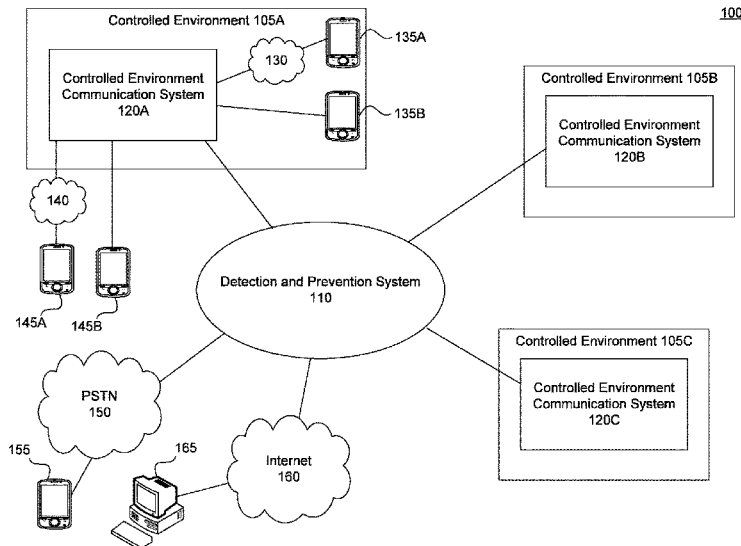 100
Controlled Environment 105A
Controlled Environment
Communication System
120A
130
135A
135B
140
145A
145B
Controlled Environment 105B
Controlled Environment
Communication System
120B
Detection and Prevention System
110
Controlled Environment 105C
Controlled Environment
Communication System
120C
PSTN
150
155
165
Internet
160